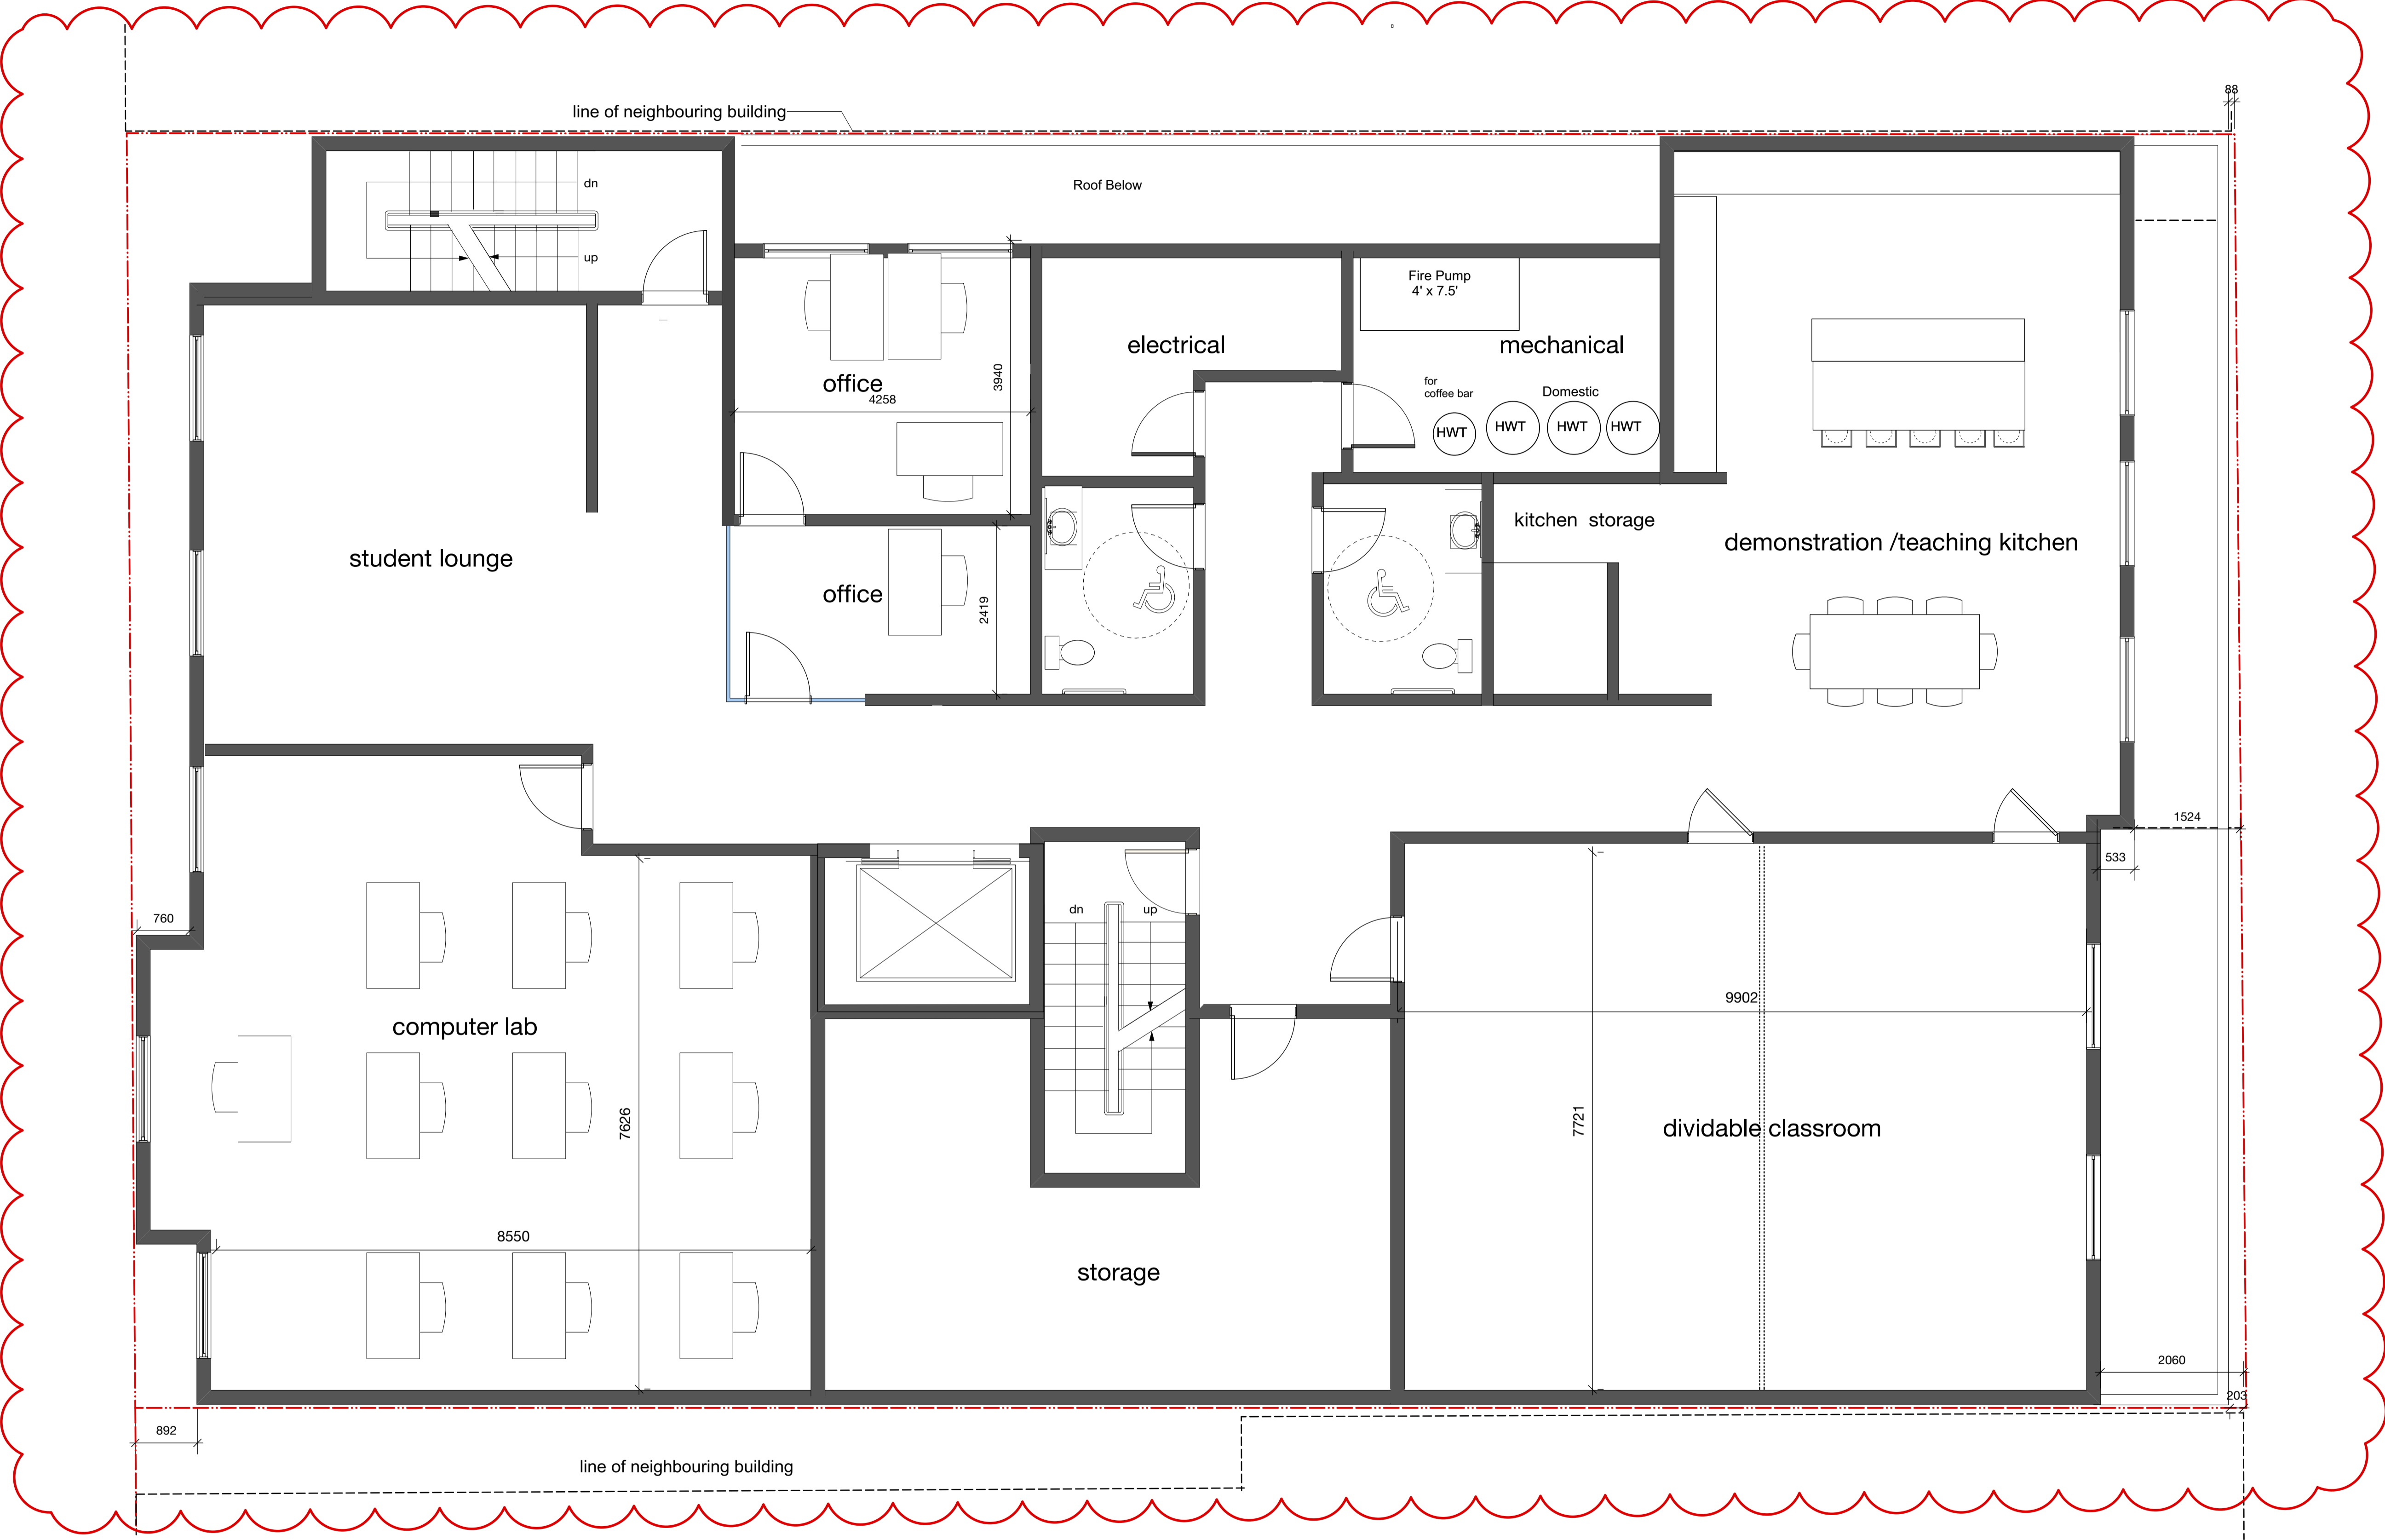 88
line of neighbouring building
dn
Roof Below
up
Fire Pump
4' x 7.5'
electrical
mechanical
office
4258
3940
for
coffee bar
Domestic
HWT
HWT
HWT
HWT
kitchen storage
demonstration /teaching kitchen
student lounge
office
2419
1524
533
760
dn
up
9902
computer lab
7626
7721
dividable classroom
8550
storage
2060
203
892
line of neighbouring building